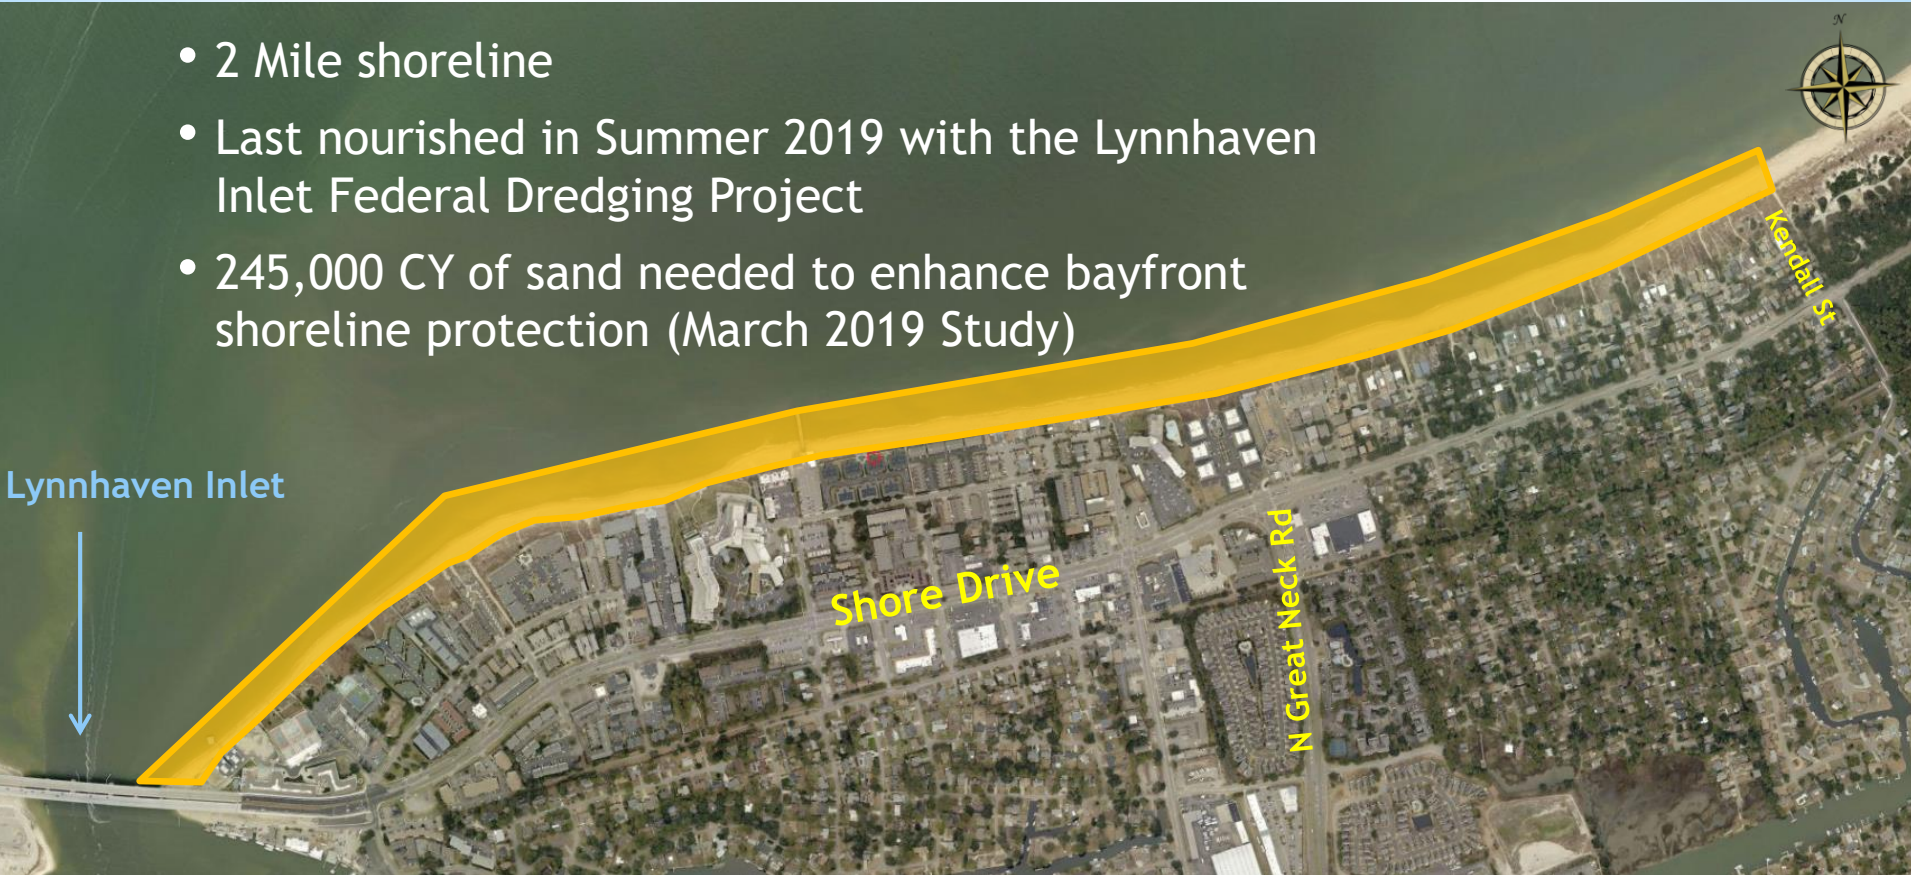 N
• 2 Mile shoreline
• Last nourished in Summer 2019 with the Lynnhaven
Inlet Federal Dredging Project
• 245,000 CY of sand needed to enhance bayfront
shoreline protection (March 2019 Study)
Kendall St
Lynnhaven Inlet
Shore Drive
N Great Neck Rd